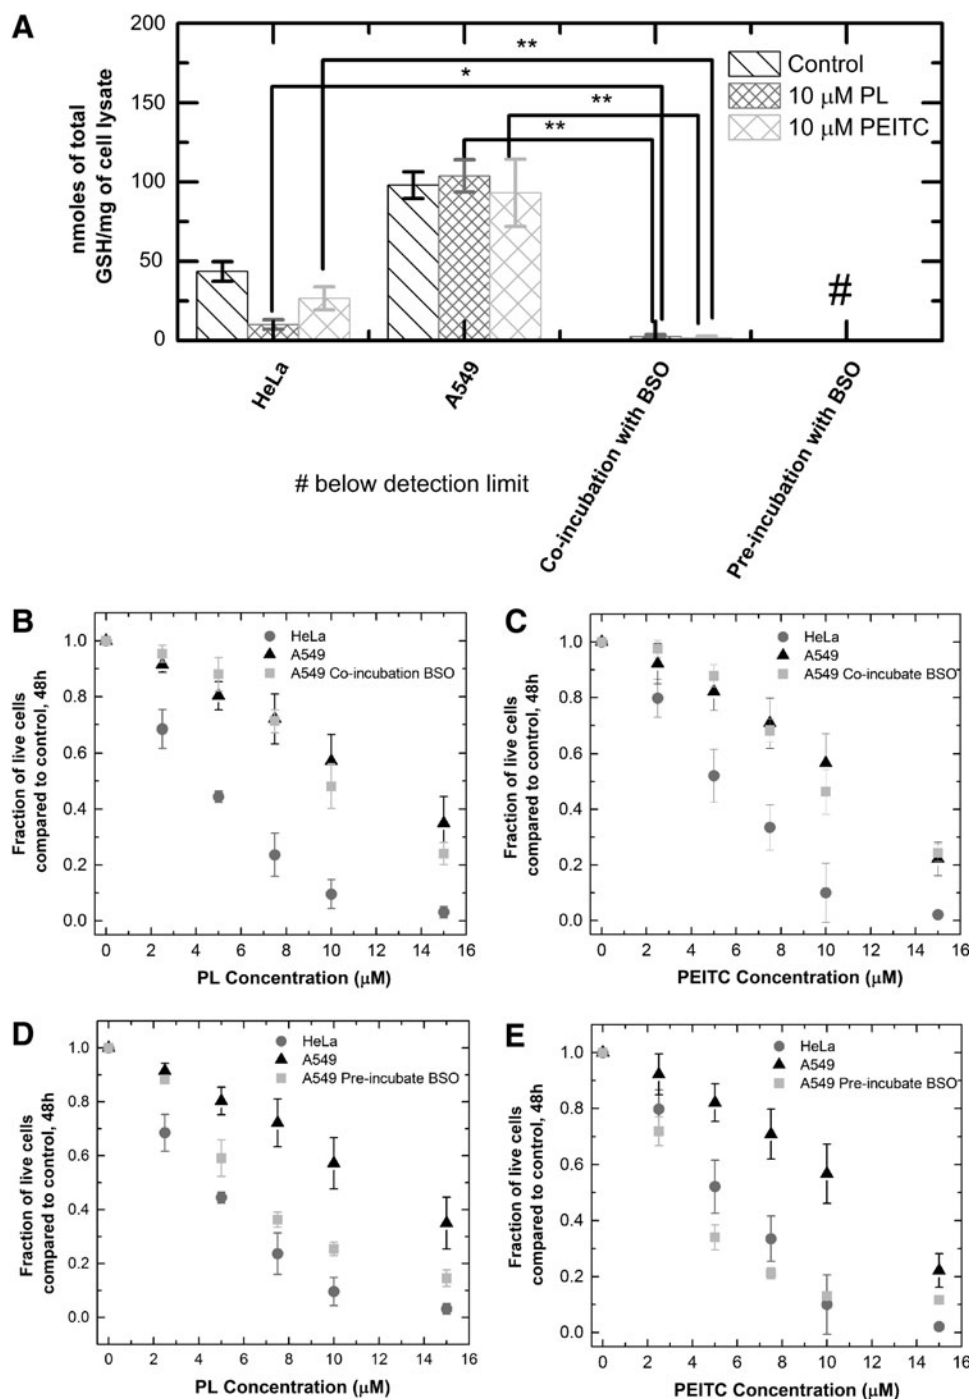 A
nmoles of total
GSH/mg of cell lysate
200
150
100
50
0
**
*
**
**
Control
10 μM PL
10 μM PEITC
#
HeLa
A549
Co-incubation with BSO
Pre-incubation with BSO
# below detection limit
B
Fraction of live cells
compared to control, 48h
1.0
0.8
0.6
0.4
0.2
0.0
HeLa
A549
A549 Co-incubation BSO
0 2 4 6 8 10 12 14 16
PL Concentration (μM)
C
Fraction of live cells
compared to control, 48h
1.0
0.8
0.6
0.4
0.2
0.0
HeLa
A549
A549 Co-incubate BSO
0 2 4 6 8 10 12 14 16
PEITC Concentration (μM)
D
Fraction of live cells
compared to control, 48h
1.0
0.8
0.6
0.4
0.2
0.0
HeLa
A549
A549 Pre-incubate BSO
0 2 4 6 8 10 12 14 16
PL Concentration (μM)
E
Fraction of live cells
compared to control, 48h
1.0
0.8
0.6
0.4
0.2
0.0
HeLa
A549
A549 Pre-incubate BSO
0 2 4 6 8 10 12 14 16
PEITC Concentration (μM)